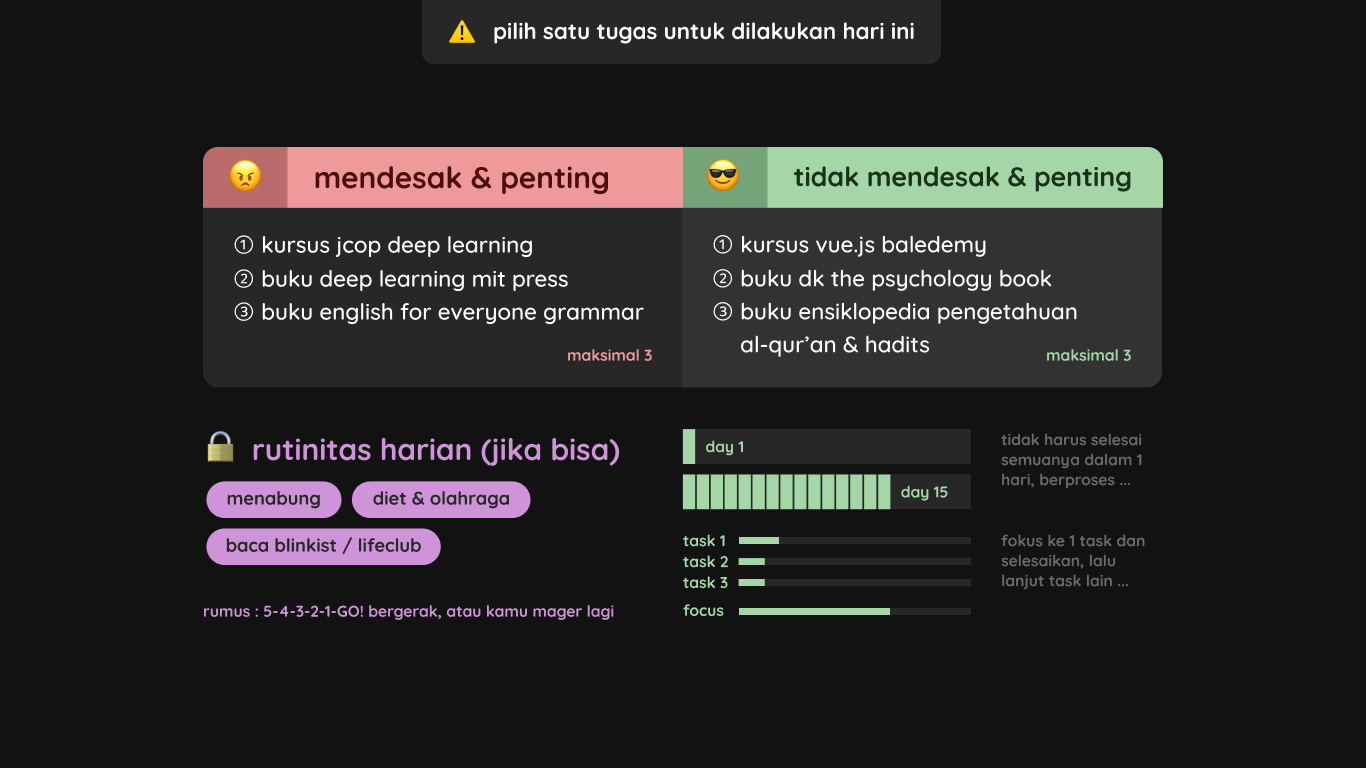 pilih satu tugas untuk dilakukan hari ini
mendesak & penting
① kursus jcop deep learning
② buku deep learning mit press
③ buku english for everyone grammar
maksimal 3
tidak mendesak & penting
① kursus vue.js baledemy
② buku dk the psychology book
③ buku ensiklopedia pengetahuan
al-qur’an & hadits
maksimal 3
rutinitas harian (jika bisa)
menabung
diet & olahraga
baca blinkist / lifeclub
rumus : 5-4-3-2-1-GO! bergerak, atau kamu mager lagi
day 1
day 15
tidak harus selesai
semuanya dalam 1
hari, berproses ...
task 1
task 2
task 3
focus
fokus ke 1 task dan
selesaikan, lalu
lanjut task lain ...